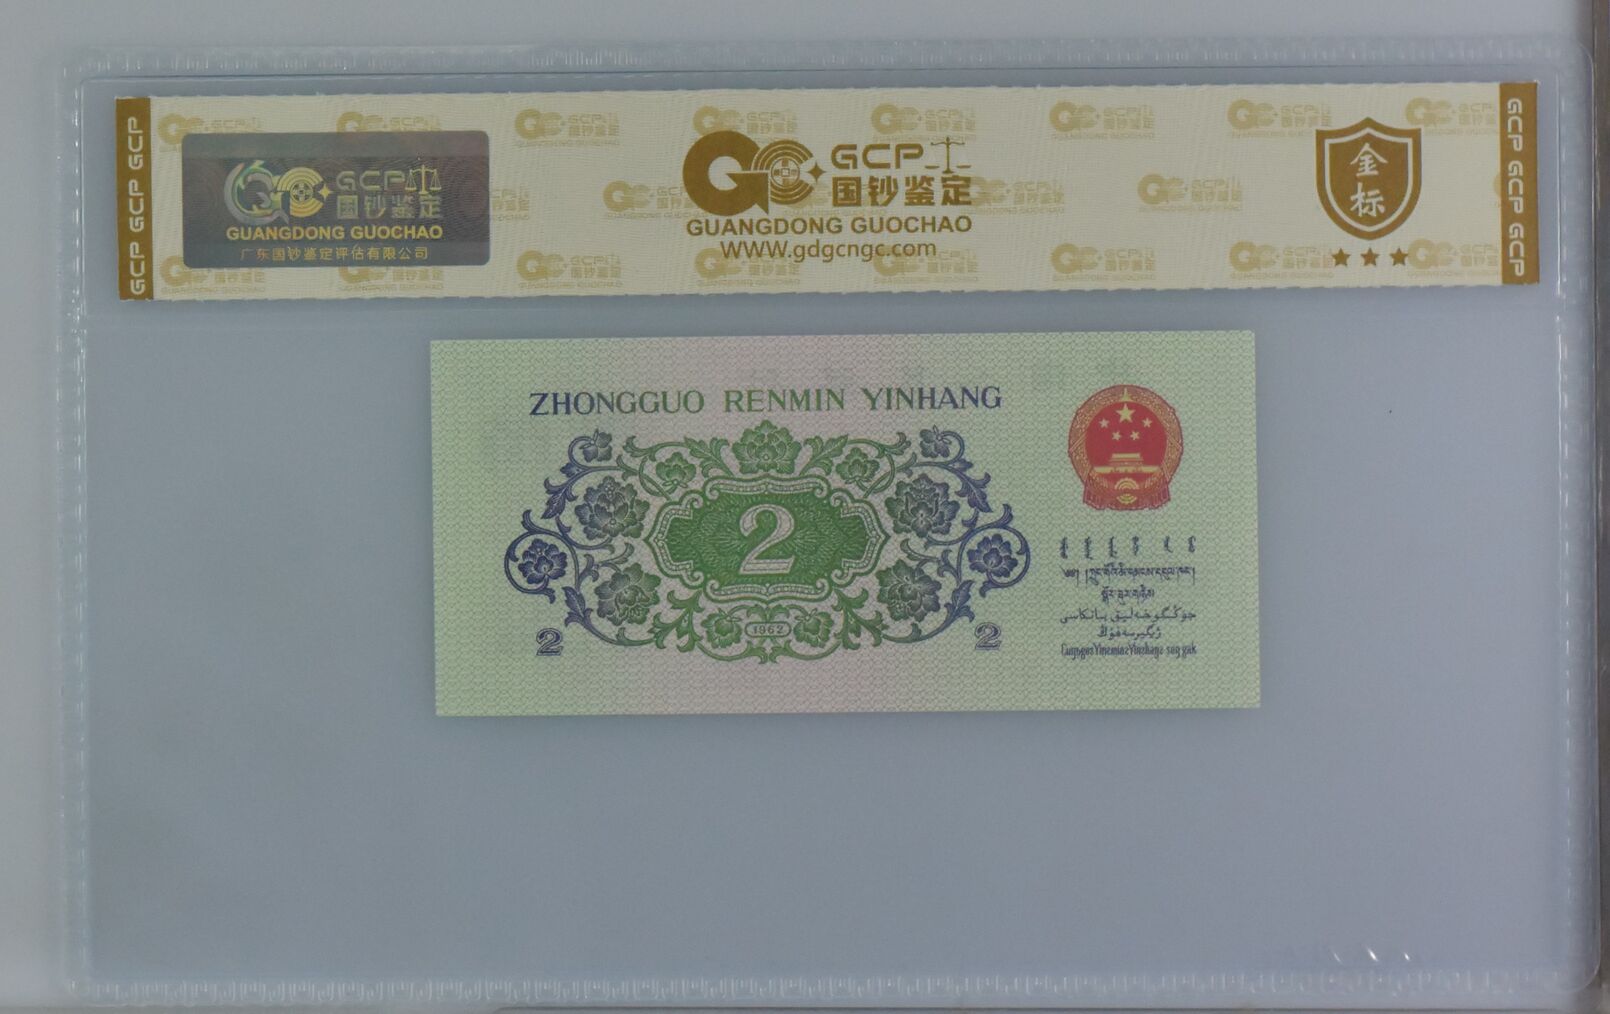 GCP GCP GCP
GCP 国钞鉴定
GUANGDONG GUOCHAO
广东国钞鉴定评估有限公司
GCP
国钞鉴定
GUANGDONG GUOCHAO
WWW.gdgcngc.com
金标
GCP GCP GCP
ZHONGGUO RENMIN YINHANG
2
1962
2
2